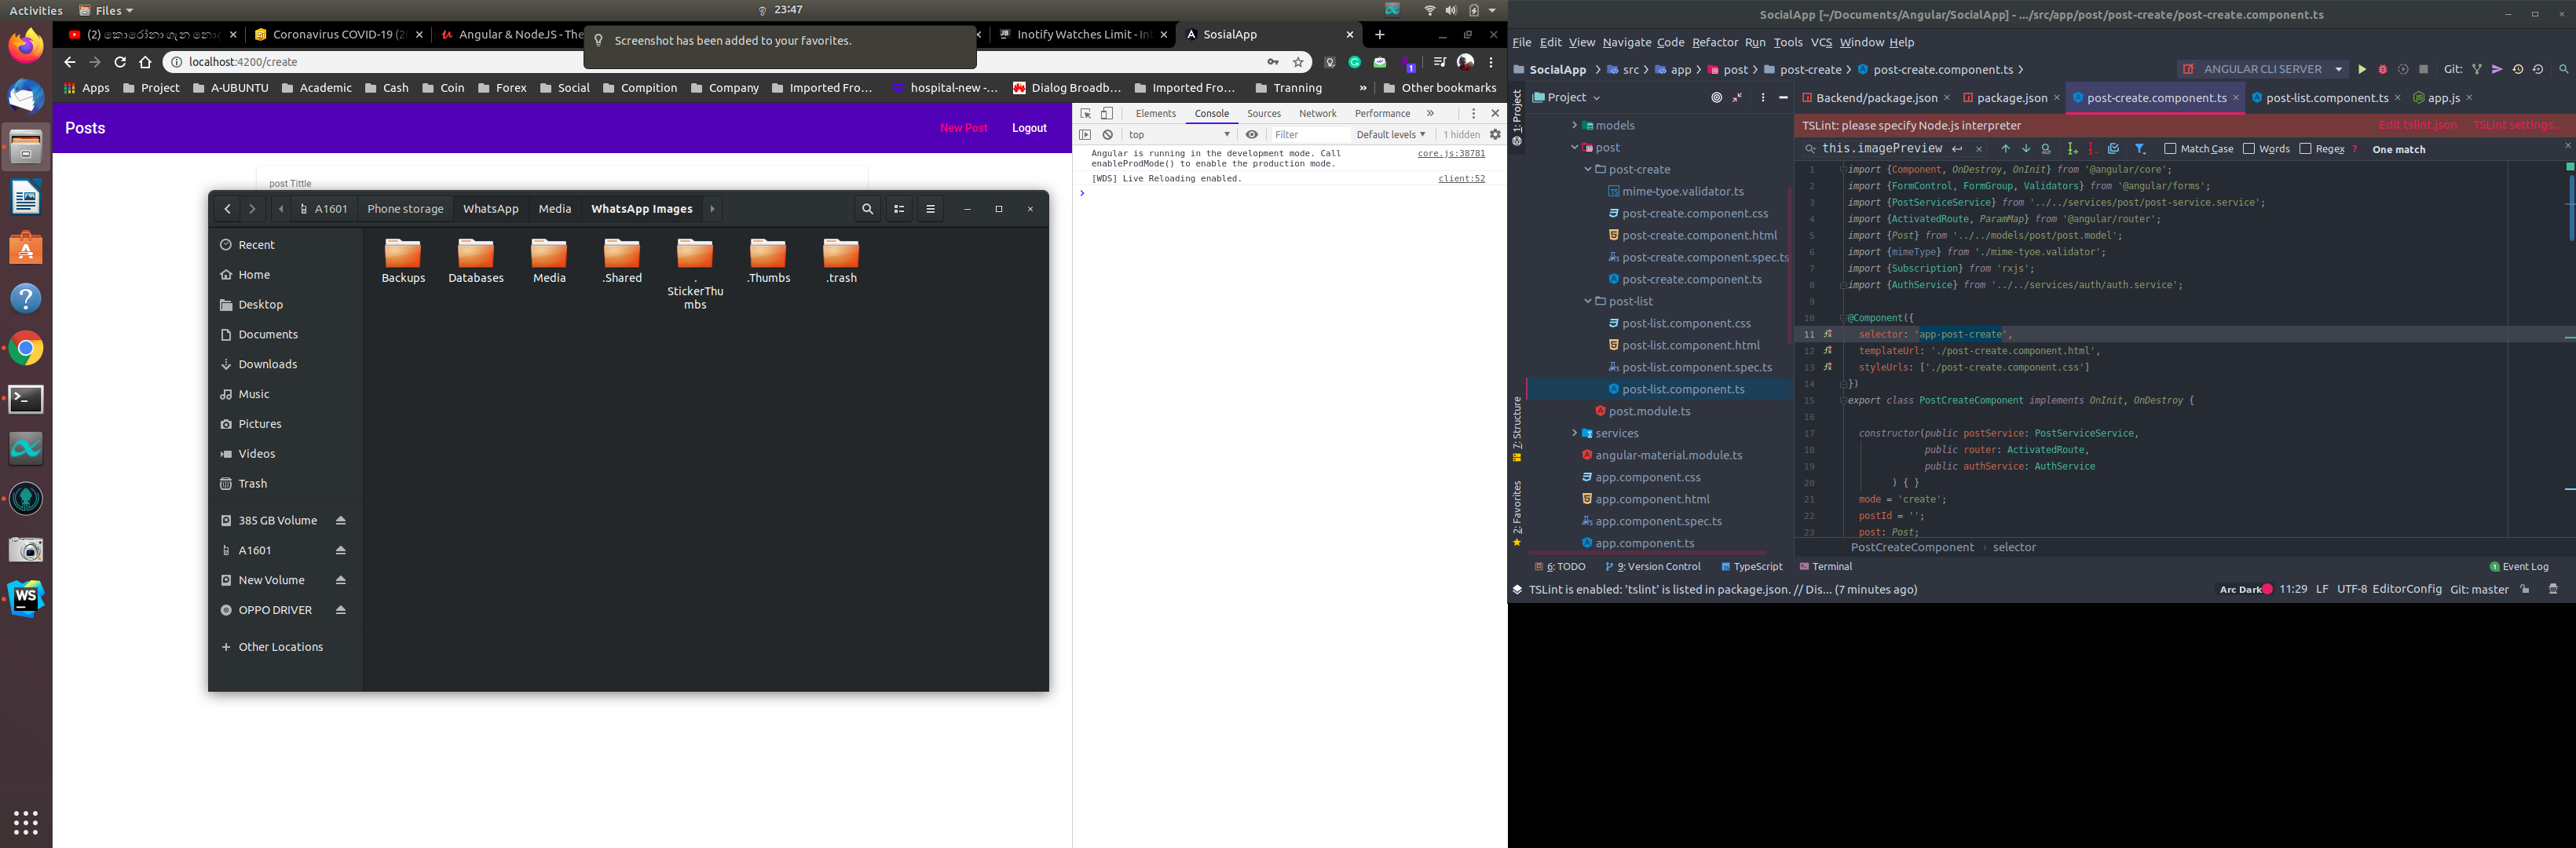 Activities
Files
23:47
(2) කොරෝනා ගැන
Coronavirus COVID-19 (2
Angular & NodeJS - The
Screenshot has been added to your favorites.
Inotify Watches Limit - Int
SosialApp
localhost:4200/create
Apps
Project
A-UBUNTU
Academic
Cash
Coin
Forex
Social
Compition
Company
Imported Fro...
hospital-new -...
Dialog Broadb...
Imported Fro...
Tranning
»
Other bookmarks
Posts
New Post
Logout
post Tittle
A1601
Phone storage
WhatsApp
Media
WhatsApp Images
Recent
Home
Desktop
Documents
Downloads
Music
Pictures
Videos
Trash
385 GB Volume
A1601
New Volume
OPPO DRIVER
+ Other Locations
Backups
Databases
Media
.Shared
.
StickerThu
mbs
.Thumbs
.trash
Elements
Console
Sources
Network
Performance
»
top
Filter
Default levels
1 hidden
Angular is running in the development mode. Call
enableProdMode() to enable the production mode.
core.js:38781
[WDS] Live Reloading enabled.
client:52
>
SocialApp [~/Documents/Angular/SocialApp] - .../src/app/post/post-create/post-create.component.ts
File Edit View Navigate Code Refactor Run Tools VCS Window Help
SocialApp
src
app
post
post-create
post-create.component.ts
ANGULAR CLI SERVER
Git:
1: Project
7: Structure
2: Favorites
Project
models
post
post-create
mime-tyoe.validator.ts
post-create.component.css
post-create.component.html
post-create.component.spec.ts
post-create.component.ts
post-list
post-list.component.css
post-list.component.html
post-list.component.spec.ts
post-list.component.ts
post.module.ts
services
angular-material.module.ts
app.component.css
app.component.html
app.component.spec.ts
app.component.ts
Backend/package.json
package.json
post-create.component.ts
post-list.component.ts
app.js
TSLint: please specify Node.js interpreter
Edit tslint.json
TSLint settings...
this.imagePreview
Match Case
Words
Regex
?
One match
1 import {Component, OnDestroy, OnInit} from '@angular/core';
2 import {FormControl, FormGroup, Validators} from '@angular/forms';
3 import {PostServiceService} from '../../services/post/post-service.service';
4 import {ActivatedRoute, ParamMap} from '@angular/router';
5 import {Post} from '../../models/post/post.model';
6 import {mimeType} from './mime-tyoe.validator';
7 import {Subscription} from 'rxjs';
8 import {AuthService} from '../../services/auth/auth.service';
9
10 @Component({
11 selector: 'app-post-create',
12 templateUrl: './post-create.component.html',
13 styleUrls: ['./post-create.component.css']
14 })
15 export class PostCreateComponent implements OnInit, OnDestroy {
16
17 constructor(public postService: PostServiceService,
18 public router: ActivatedRoute,
19 public authService: AuthService
20 ) { }
21 mode = 'create';
22 postId = '';
23 post: Post;
PostCreateComponent › selector
6: TODO
9: Version Control
TypeScript
Terminal
1 Event Log
TSLint is enabled: 'tslint' is listed in package.json. // Dis... (7 minutes ago)
Arc Dark
11:29
LF
UTF-8
EditorConfig
Git: master